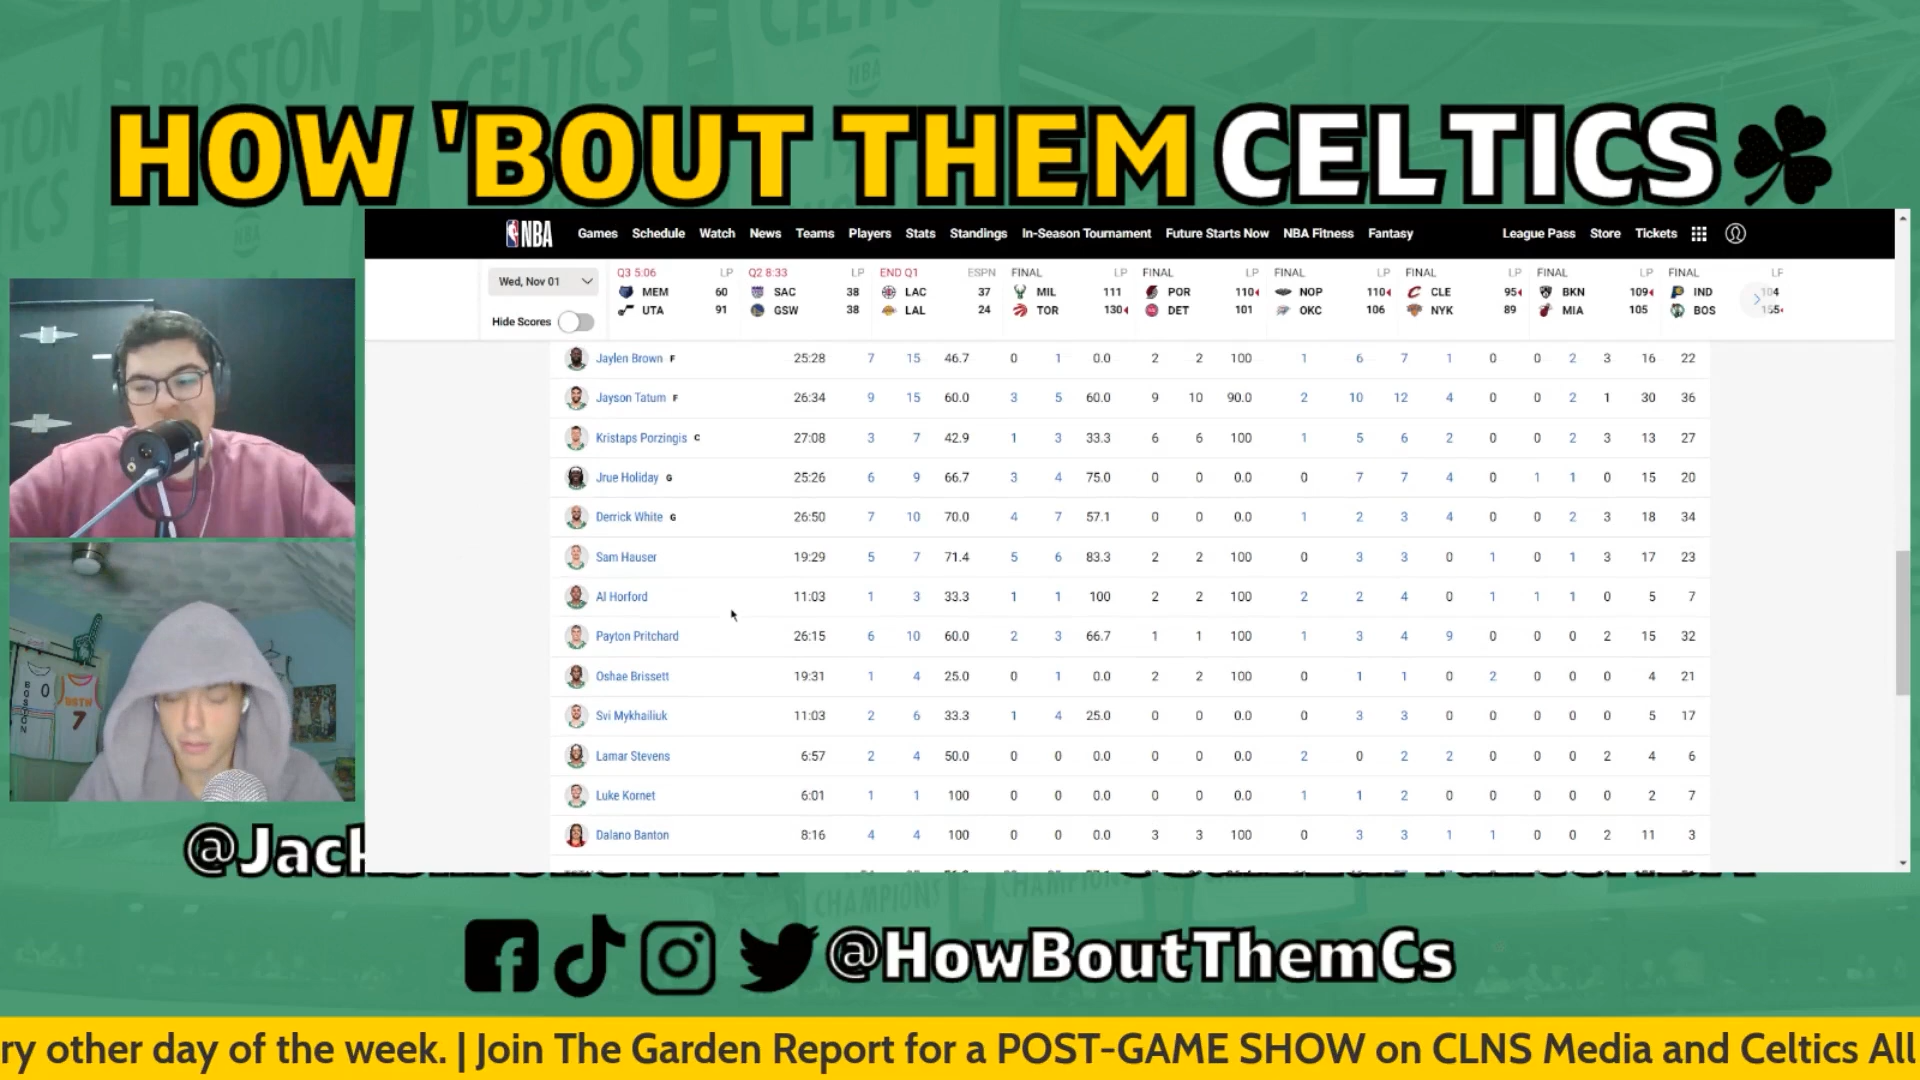 HOW 'BOUT THEM CELTICS
NBA Games Schedule Watch News Teams Players Stats Standings In-Season Tournament Future Starts Now NBA Fitness Fantasy League Pass Store Tickets
Wed, Nov 01
Hide Scores
Q3 5:06 LP Q2 8:33 LP END Q1 ESPN FINAL LP FINAL LP FINAL LP FINAL LP FINAL LP FINAL LP
MEM 60 SAC 38 LAC 37 MIL 111 POR 110 NOP 110 CLE 95 BKN 109 IND 104
UTA 91 GSW 38 LAL 24 TOR 130 DET 101 OKC 106 NYK 89 MIA 105 BOS 155
Jaylen Brown F 25:28 7 15 46.7 0 1 0.0 2 2 100 1 6 7 1 0 0 2 3 16 22
Jayson Tatum F 26:34 9 15 60.0 3 5 60.0 9 10 90.0 2 10 12 4 0 0 2 1 30 36
Kristaps Porzingis C 27:08 3 7 42.9 1 3 33.3 6 6 100 1 5 6 2 0 0 2 3 13 27
Jrue Holiday G 25:26 6 9 66.7 3 4 75.0 0 0 0.0 0 7 7 4 0 1 1 0 15 20
Derrick White G 26:50 7 10 70.0 4 7 57.1 0 0 0.0 1 2 3 4 0 0 2 3 18 34
Sam Hauser 19:29 5 7 71.4 5 6 83.3 2 2 100 0 3 3 0 1 0 1 3 17 23
Al Horford 11:03 1 3 33.3 1 1 100 2 2 100 2 2 4 0 1 1 1 0 5 7
Payton Pritchard 26:15 6 10 60.0 2 3 66.7 1 1 100 1 3 4 9 0 0 0 2 15 32
Oshae Brissett 19:31 1 4 25.0 0 1 0.0 2 2 100 0 1 1 0 2 0 0 0 4 21
Svi Mykhailiuk 11:03 2 6 33.3 1 4 25.0 0 0 0.0 0 3 3 0 0 0 0 0 5 17
Lamar Stevens 6:57 2 4 50.0 0 0 0.0 0 0 0.0 2 0 2 2 0 0 0 2 4 6
Luke Kornet 6:01 1 1 100 0 0 0.0 0 0 0.0 1 1 2 0 0 0 0 0 2 7
Dalano Banton 8:16 4 4 100 0 0 0.0 3 3 100 0 3 3 1 1 0 0 2 11 3
@Jack
@HowBoutThemCs
ry other day of the week. | Join The Garden Report for a POST-GAME SHOW on CLNS Media and Celtics All
BOSTON
CELTICS
CHAMPIONS
BOSTON 0
7